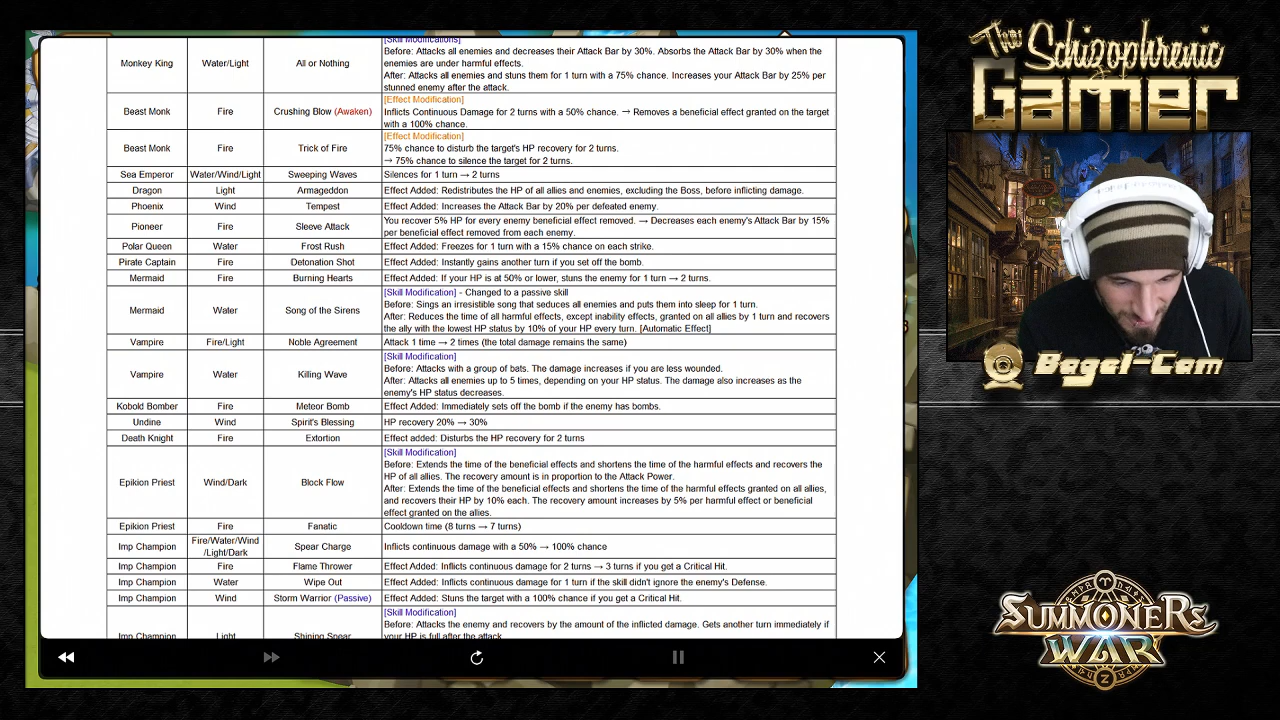 The Schizophrenic
Gamer
[Skill Modifications]
Monkey King Water/Light All or Nothing Before: Attacks all enemies and decreases their Attack Bar by 30%. Absorbs the Attack Bar by 30% when the
enemies are under harmful effects.
After: Attacks all enemies and stuns them for 1 turn with a 75% chance. Increases your Attack Bar by 25% per
stunned enemy after the attack.
Beast Monk Fire Crushing Blow (Awaken) [Effect Modification]
Inflicts Continuous Damage for 2 turns with a 50% chance. → Removes a beneficial effect granted on the target
with a 100% chance.
Beast Monk Fire Trick of Fire [Effect Modification]
75% chance to disturb the target's HP recovery for 2 turns.
→ 75% chance to silence the target for 2 turns.
Sea Emperor Water/Wind/Light Sweeping Waves Silences for 1 turn → 2 turns
Dragon Light Armageddon Effect Added: Redistributes the HP of all allies and enemies, excluding the Boss, before inflicting damage.
Phoenix Wind Tempest Effect Added: Increases the Attack Bar by 20% per defeated enemy.
Pioneer Fire Sleeve Attack You recover 5% HP for every enemy beneficial effect removed. → Decreases each enemy's Attack Bar by 15%
per beneficial effect removed from each enemy.
Polar Queen Water Frost Rush Effect Added: Freezes for 1 turn with a 15% chance on each strike.
Pirate Captain Fire Detonation Shot Effect Added: Instantly gains another turn if you set off the bomb.
Mermaid Fire Burning Hearts Effect Added: If your HP is at 50% or lower, stuns the enemy for 1 turn → 2 turns.
Mermaid Water Song of the Sirens [Skill Modification] - Changed to a passive skill
Before: Sings an irresistible song that seduces all enemies and puts them into sleep for 1 turn.
After: Reduces the time of all harmful effects, except inability effects, granted on all allies by 1 turn and recovers
the ally with the lowest HP status by 10% of your HP every turn. [Automatic Effect]
Vampire Fire/Light Noble Agreement Attack 1 time → 2 times (the total damage remains the same)
Vampire Water Killing Wave [Skill Modification]
Before: Attacks with a group of bats. The damage increases if you are less wounded.
After: Attacks all enemies up to 5 times, depending on your HP status. The damage also increases as the
enemy's HP status decreases.
Kobold Bomber Fire Meteor Bomb Effect Added: Immediately sets off the bomb if the enemy has bombs.
Undine Wind Spirit's Blessing HP recovery 20% → 30%
Death Knight Fire Extortion Effect added: Disturbs the HP recovery for 2 turns
Epikion Priest Wind/Dark Block Flow [Skill Modification]
Before: Extends the time of the beneficial effects and shortens the time of the harmful effects and recovers the
HP of all allies. The recovery amount is in proportion to the Attack Power.
After: Extends the time of the beneficial effects and shortens the time of the harmful effects granted on all allies,
and recovers their HP by 10% each. The recovery amount increases by 5% per harmful effect or beneficial
effect granted on the allies.
Epikion Priest Fire Fanatic Cooldown time (8 turns → 7 turns)
Imp Champion Fire/Water/Wind
/Light/Dark Spear Charge Inflicts continuous damage with a 50% → 100% chance
Imp Champion Fire Flame Thrower Effect Added: Inflicts continuous damage for 2 turns → 3 turns if you get a Critical Hit.
Imp Champion Water Wipe Out Effect Added: Inflicts continuous damage for 1 turn if the skill didn't ignore the enemy's Defense.
Imp Champion Wind Storm Warrior (Passive) Effect Added: Stuns the target with a 100% chance if you get a Critical Hit.
Imp Champion Light Shining Spear [Skill Modification]
Before: Attacks the enemy and recovers by the amount of the inflicted damage. Gets another turn immediately if
your HP is full after the attack.
Bagel-Cam
SUMMONERS
WAR